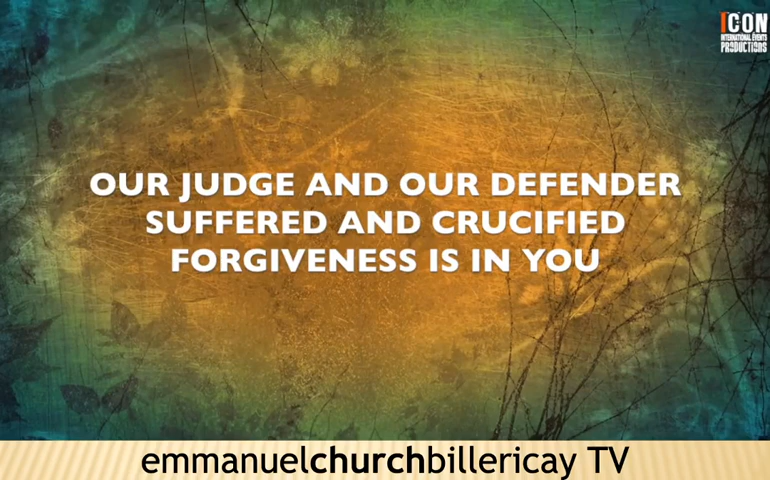 ICON
INTERNATIONAL EVENTS
PRODUCTIONS
OUR JUDGE AND OUR DEFENDER
SUFFERED AND CRUCIFIED
FORGIVENESS IS IN YOU
emmanuelchurchbillericay TV